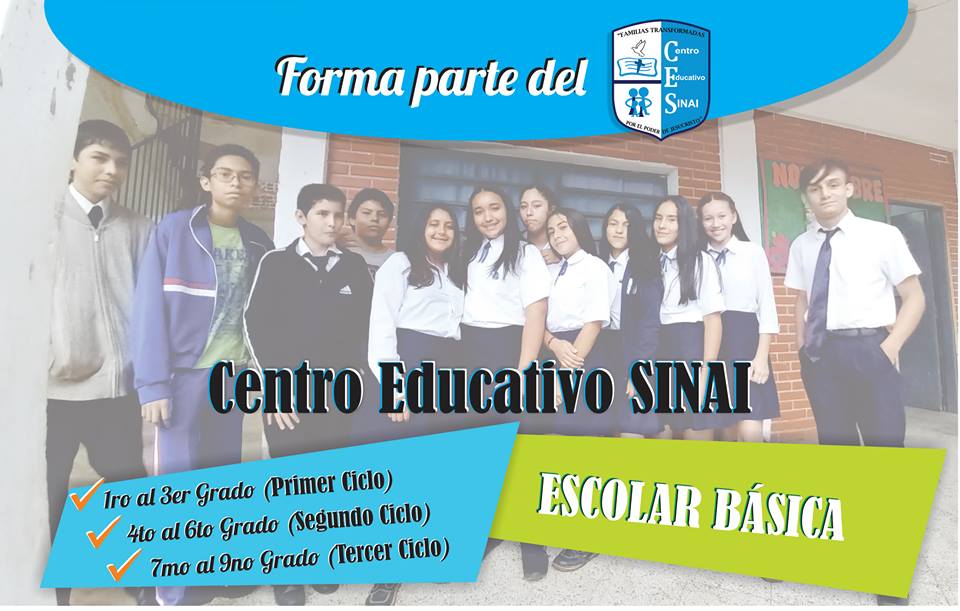 Forma parte del
"FAMILIAS TRANSFORMADAS
Centro
Educativo
SINAI
POR EL PODER DE JESUCRISTO"
Centro Educativo SINAI
1ro al 3er Grado (Primer Ciclo)
4to al 6to Grado (Segundo Ciclo)
7mo al 9no Grado (Tercer Ciclo)
ESCOLAR BÁSICA